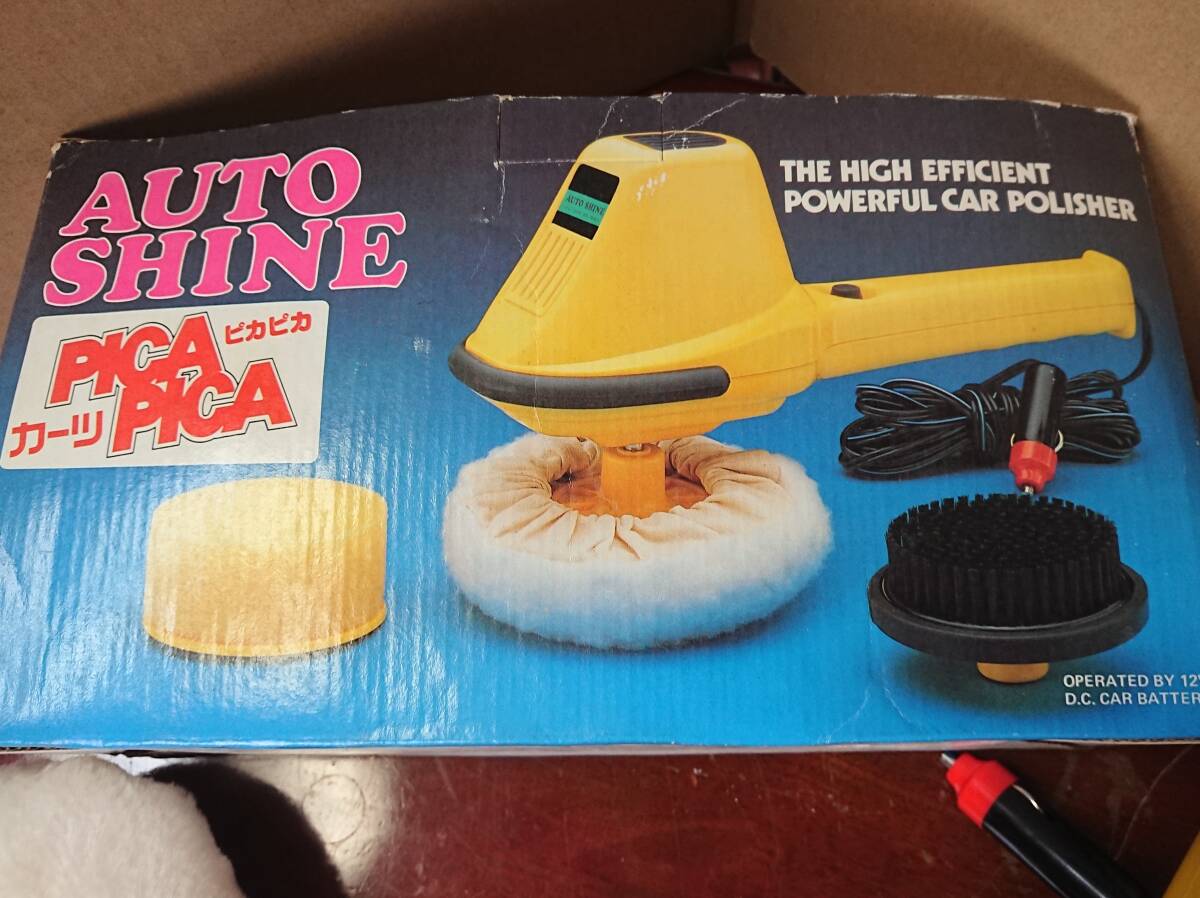 AUTO
SHINE
PICA ピカピカ
カーツ PICA
AUTO SHINE
THE HIGH EFFICIENT
POWERFUL CAR POLISHER
OPERATED BY 12V
D.C. CAR BATTER